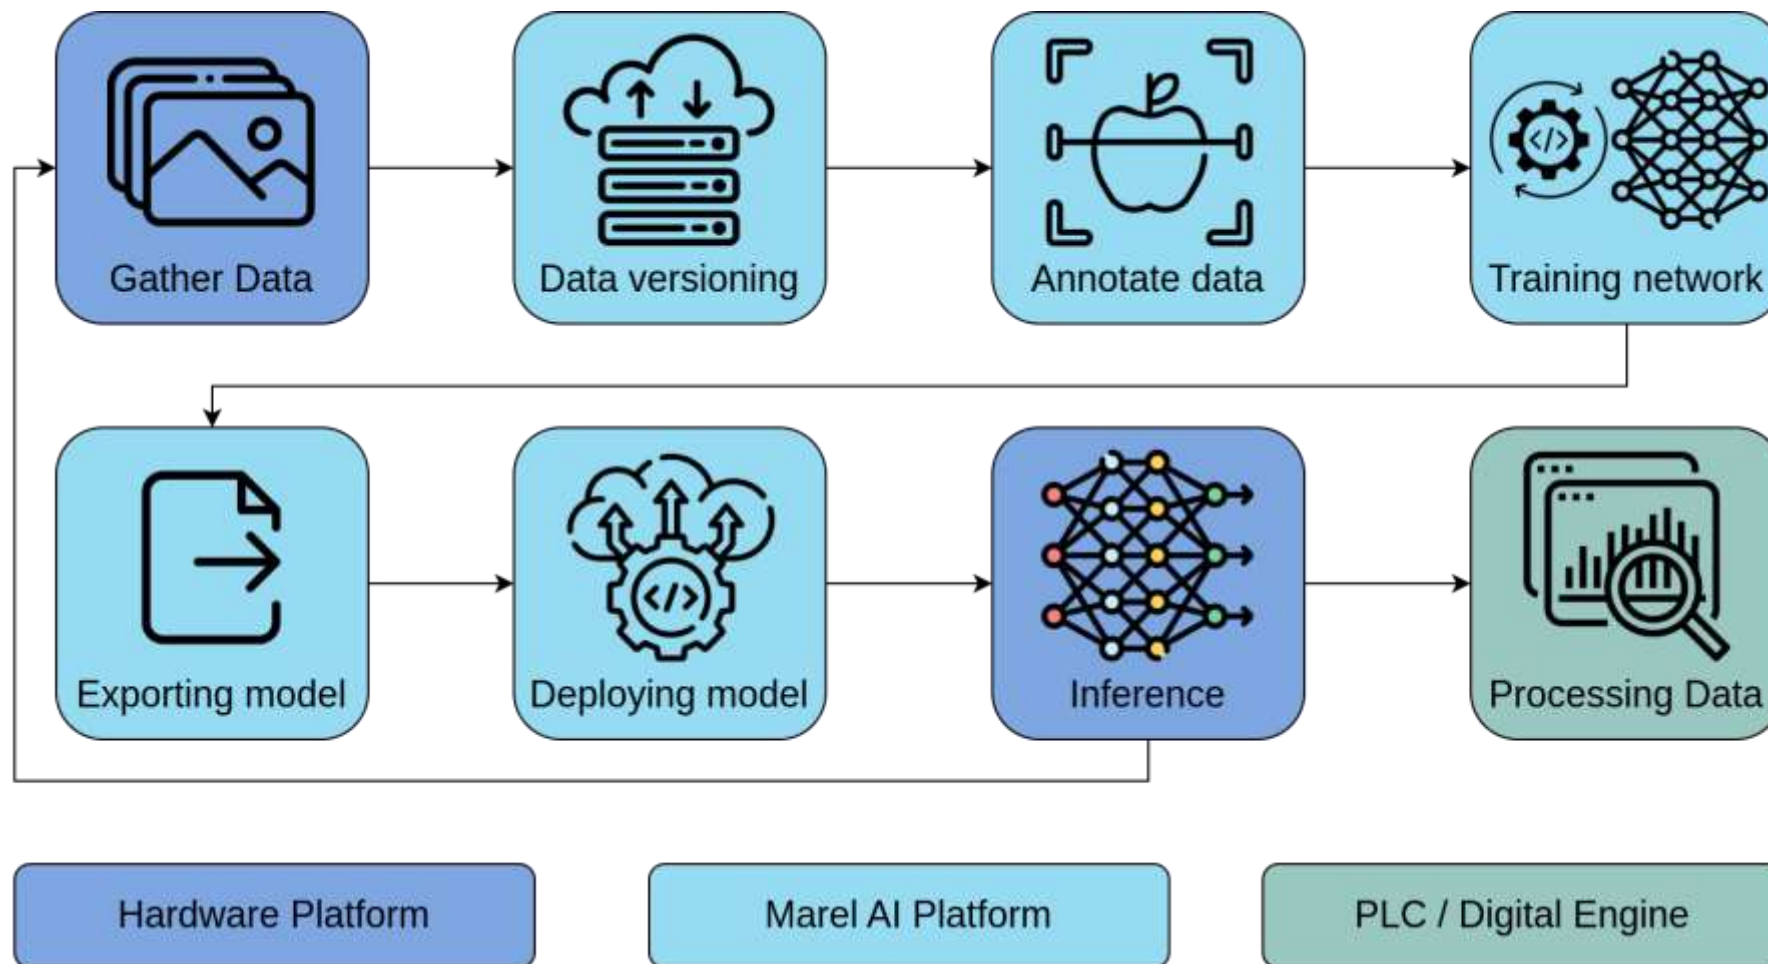 Gather Data
Data versioning
Annotate data
</>
Training network
Exporting model
</>
Deploying model
Inference
Processing Data
Hardware Platform
Marel AI Platform
PLC / Digital Engine